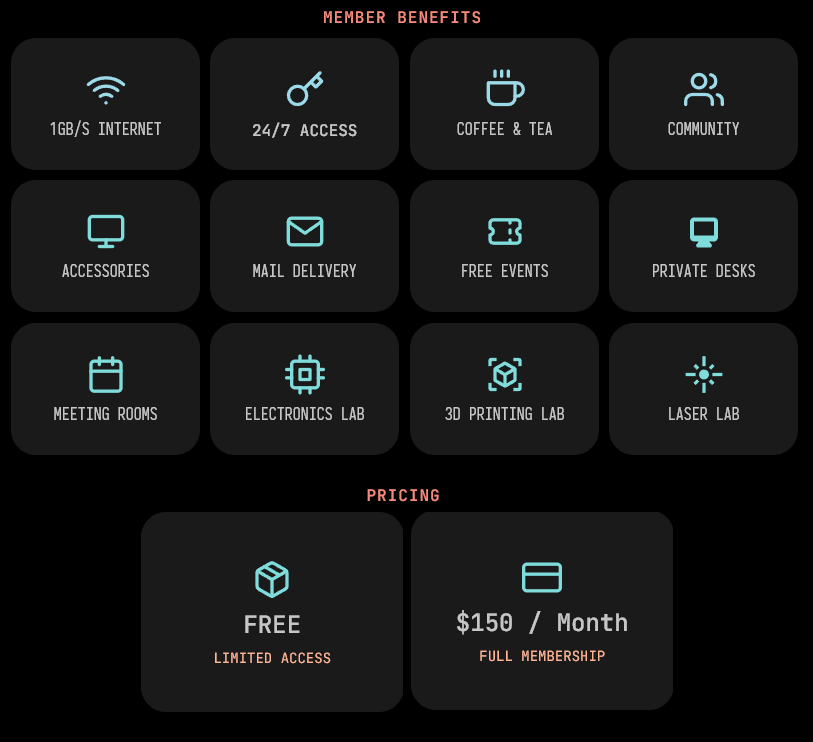 MEMBER BENEFITS
1GB/S INTERNET
24/7 ACCESS
COFFEE & TEA
COMMUNITY
ACCESSORIES
MAIL DELIVERY
FREE EVENTS
PRIVATE DESKS
MEETING ROOMS
ELECTRONICS LAB
3D PRINTING LAB
LASER LAB
PRICING
FREE
LIMITED ACCESS
$150 / Month
FULL MEMBERSHIP